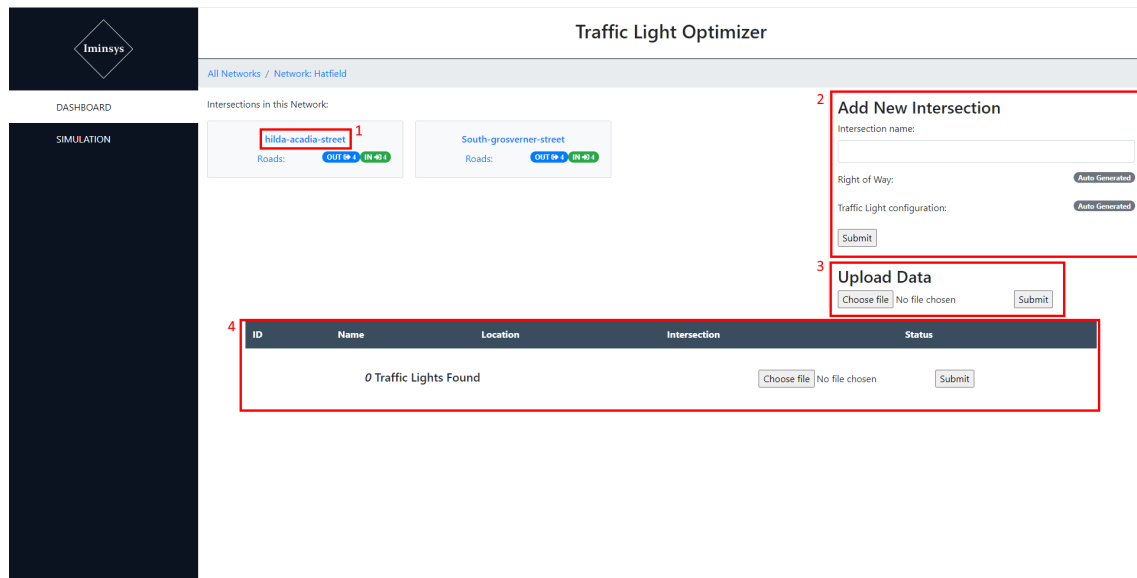 Iminsys
Traffic Light Optimizer
All Networks / Network: Hatfield
DASHBOARD
SIMULATION
Intersections in this Network:
hilda-acadia-street
1
Roads: OUT 4 IN 4
South-grosverner-street
Roads: OUT 4 IN 4
2
Add New Intersection
Intersection name:
Right of Way: Auto Generated
Traffic Light configuration: Auto Generated
Submit
3
Upload Data
Choose file No file chosen Submit
4
ID Name Location Intersection Status
0 Traffic Lights Found Choose file No file chosen Submit